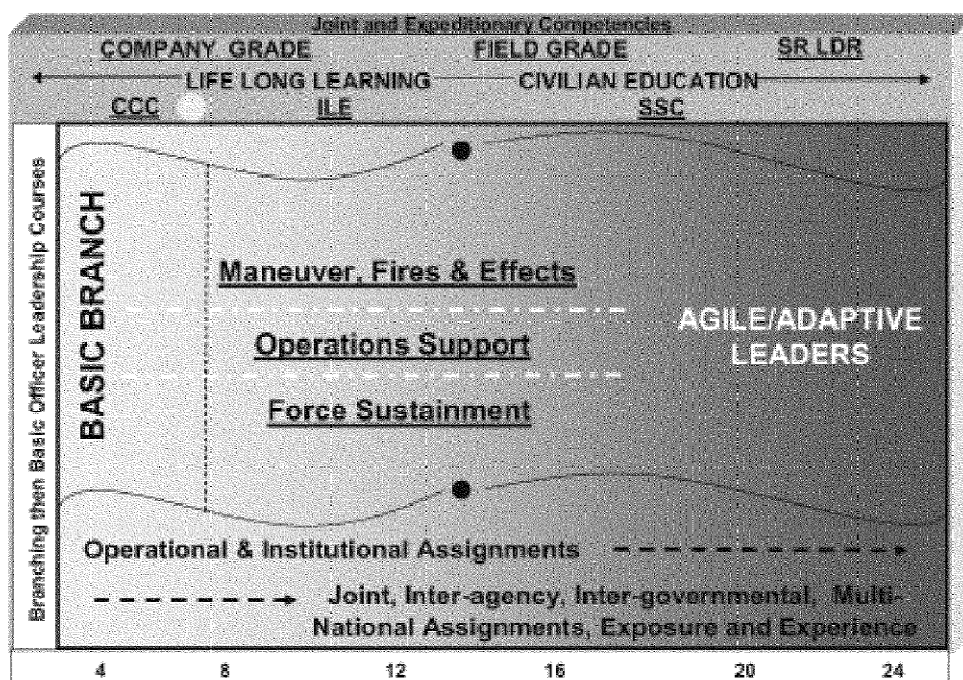 Joint and Expeditionary Competencies
COMPANY GRADE FIELD GRADE SR LDR
LIFE LONG LEARNING CIVILIAN EDUCATION
CCC ILE SSC
Branching then Basic Officer Leadership Courses
BASIC BRANCH
Maneuver, Fires & Effects
Operations Support
Force Sustainment
AGILE/ADAPTIVE
LEADERS
Operational & Institutional Assignments
Joint, Inter-agency, Inter-governmental, Multi-
National Assignments, Exposure and Experience
4 8 12 16 20 24